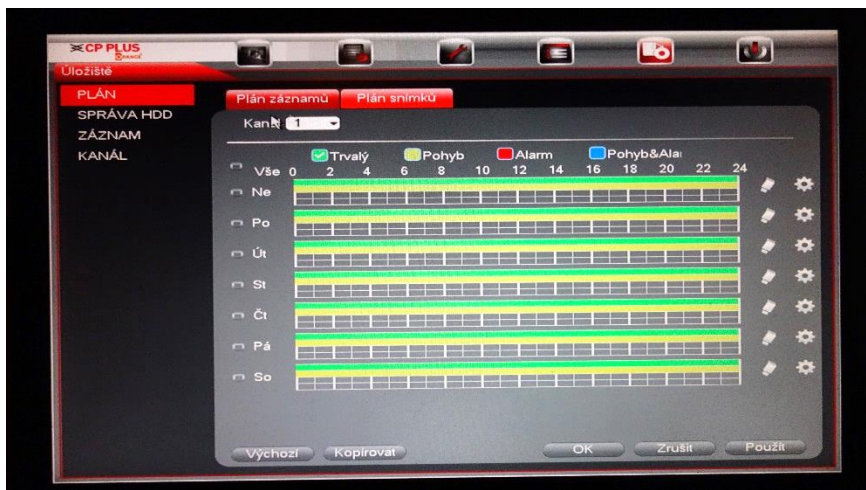 CP PLUS
ORANGE
Úložiště
PLÁN
SPRÁVA HDD
ZÁZNAM
KANÁL
Plán záznamů Plán snímků
Kanál 1
Trvalý Pohyb Alarm Pohyb&Ala
Vše 0 2 4 6 8 10 12 14 16 18 20 22 24
Ne
Po
Út
St
Čt
Pá
So
Výchozí Kopírovat OK Zrušit Použít